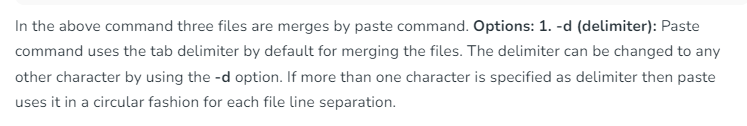 In the above command three files are merges by paste command. Options: 1. -d (delimiter): Paste
command uses the tab delimiter by default for merging the files. The delimiter can be changed to any
other character by using the -d option. If more than one character is specified as delimiter then paste
uses it in a circular fashion for each file line separation.